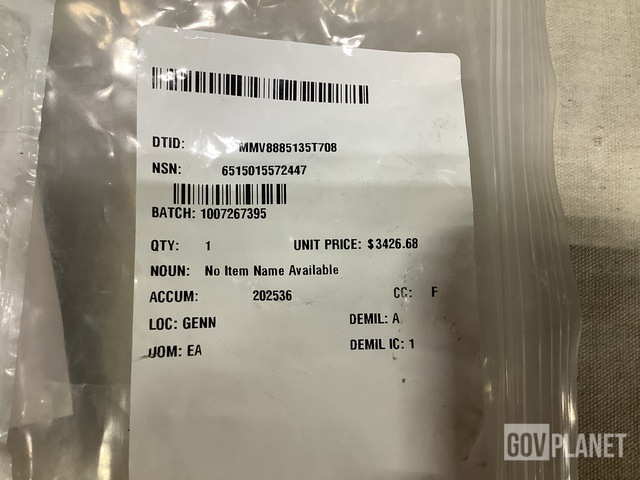 DTID: MMV8885135T708
NSN: 6515015572447
BATCH: 1007267395
QTY: 1 UNIT PRICE: $3426.68
NOUN: No Item Name Available
ACCUM: 202536 CC: F
LOC: GENN DEMIL: A
UOM: EA DEMIL IC: 1
GOVPLANET